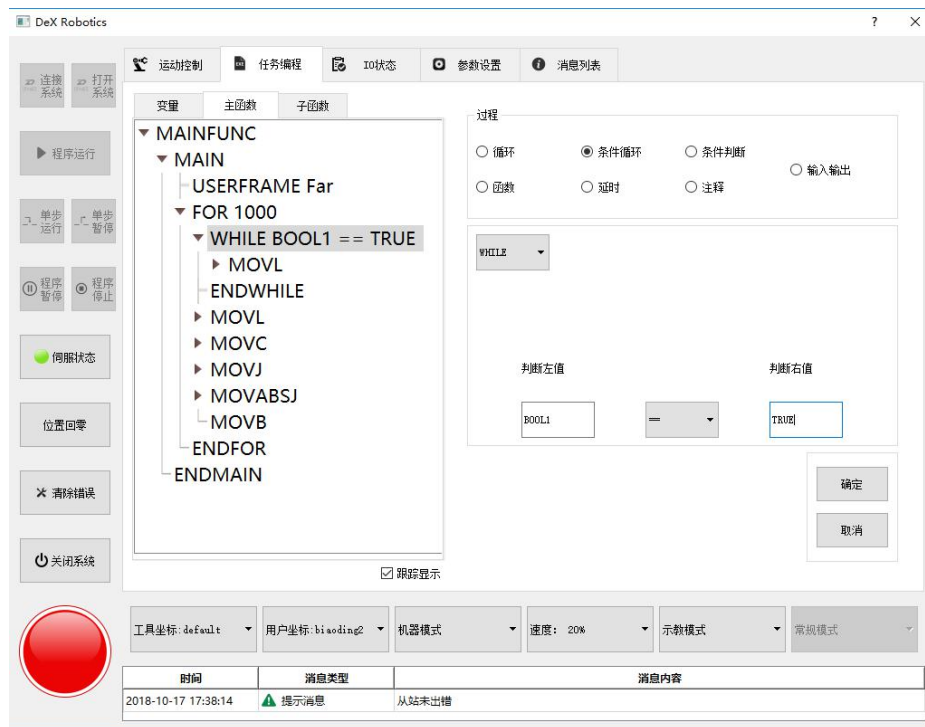 DeX Robotics
?
连接系统
打开系统
程序运行
单步运行
单步暂停
程序暂停
程序停止
伺服状态
位置回零
清除错误
关闭系统
运动控制
任务编程
IO状态
参数设置
消息列表
变量
主函数
子函数
MAINFUNC
MAIN
USERFRAME Far
FOR 1000
WHILE BOOL1 == TRUE
MOVL
ENDWHILE
MOVL
MOVC
MOVJ
MOVABSJ
MOVB
ENDFOR
ENDMAIN
跟踪显示
过程
循环
条件循环
条件判断
输入输出
函数
延时
注释
WHILE
判断左值
判断右值
BOOL1
==
TRUE
确定
取消
工具坐标:default
用户坐标:biaoding2
机器模式
速度: 20%
示教模式
常规模式
时间
消息类型
消息内容
2018-10-17 17:38:14
提示消息
从站未出错